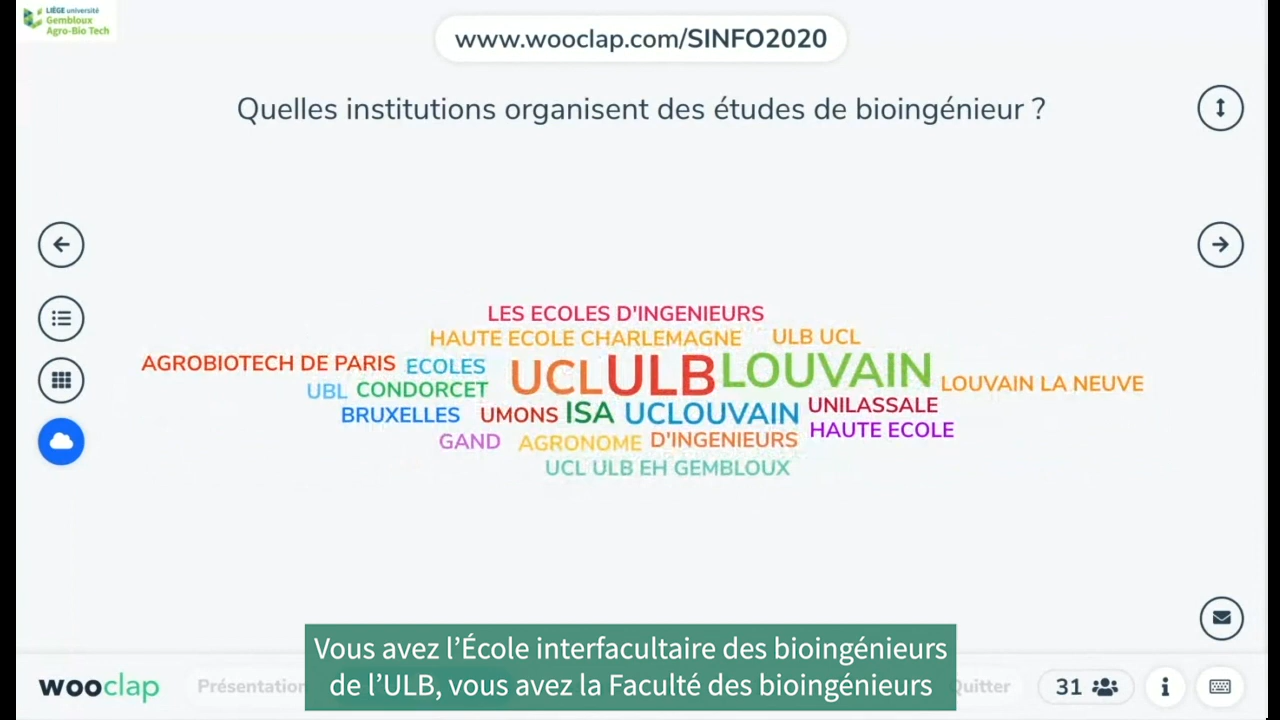 LIÈGE université
Gembloux
Agro-Bio Tech
www.wooclap.com/SINFO2020
Quelles institutions organisent des études de bioingénieur ?
LES ECOLES D'INGENIEURS
HAUTE ECOLE CHARLEMAGNE
ULB UCL
AGROBIOTECH DE PARIS
ECOLES
UCL
ULB
LOUVAIN
LOUVAIN LA NEUVE
UBL
CONDORCET
BRUXELLES
UMONS
ISA
UCLOUVAIN
UNILASSALE
HAUTE ECOLE
GAND
AGRONOME
D'INGENIEURS
UCL ULB EH GEMBLOUX
Vous avez l'École interfacultaire des bioingénieurs
de l'ULB, vous avez la Faculté des bioingénieurs
wooclap
Présentation
Quitter
31